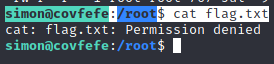 simon@covfefe:/root$ cat flag.txt
cat: flag.txt: Permission denied
simon@covfefe:/root$